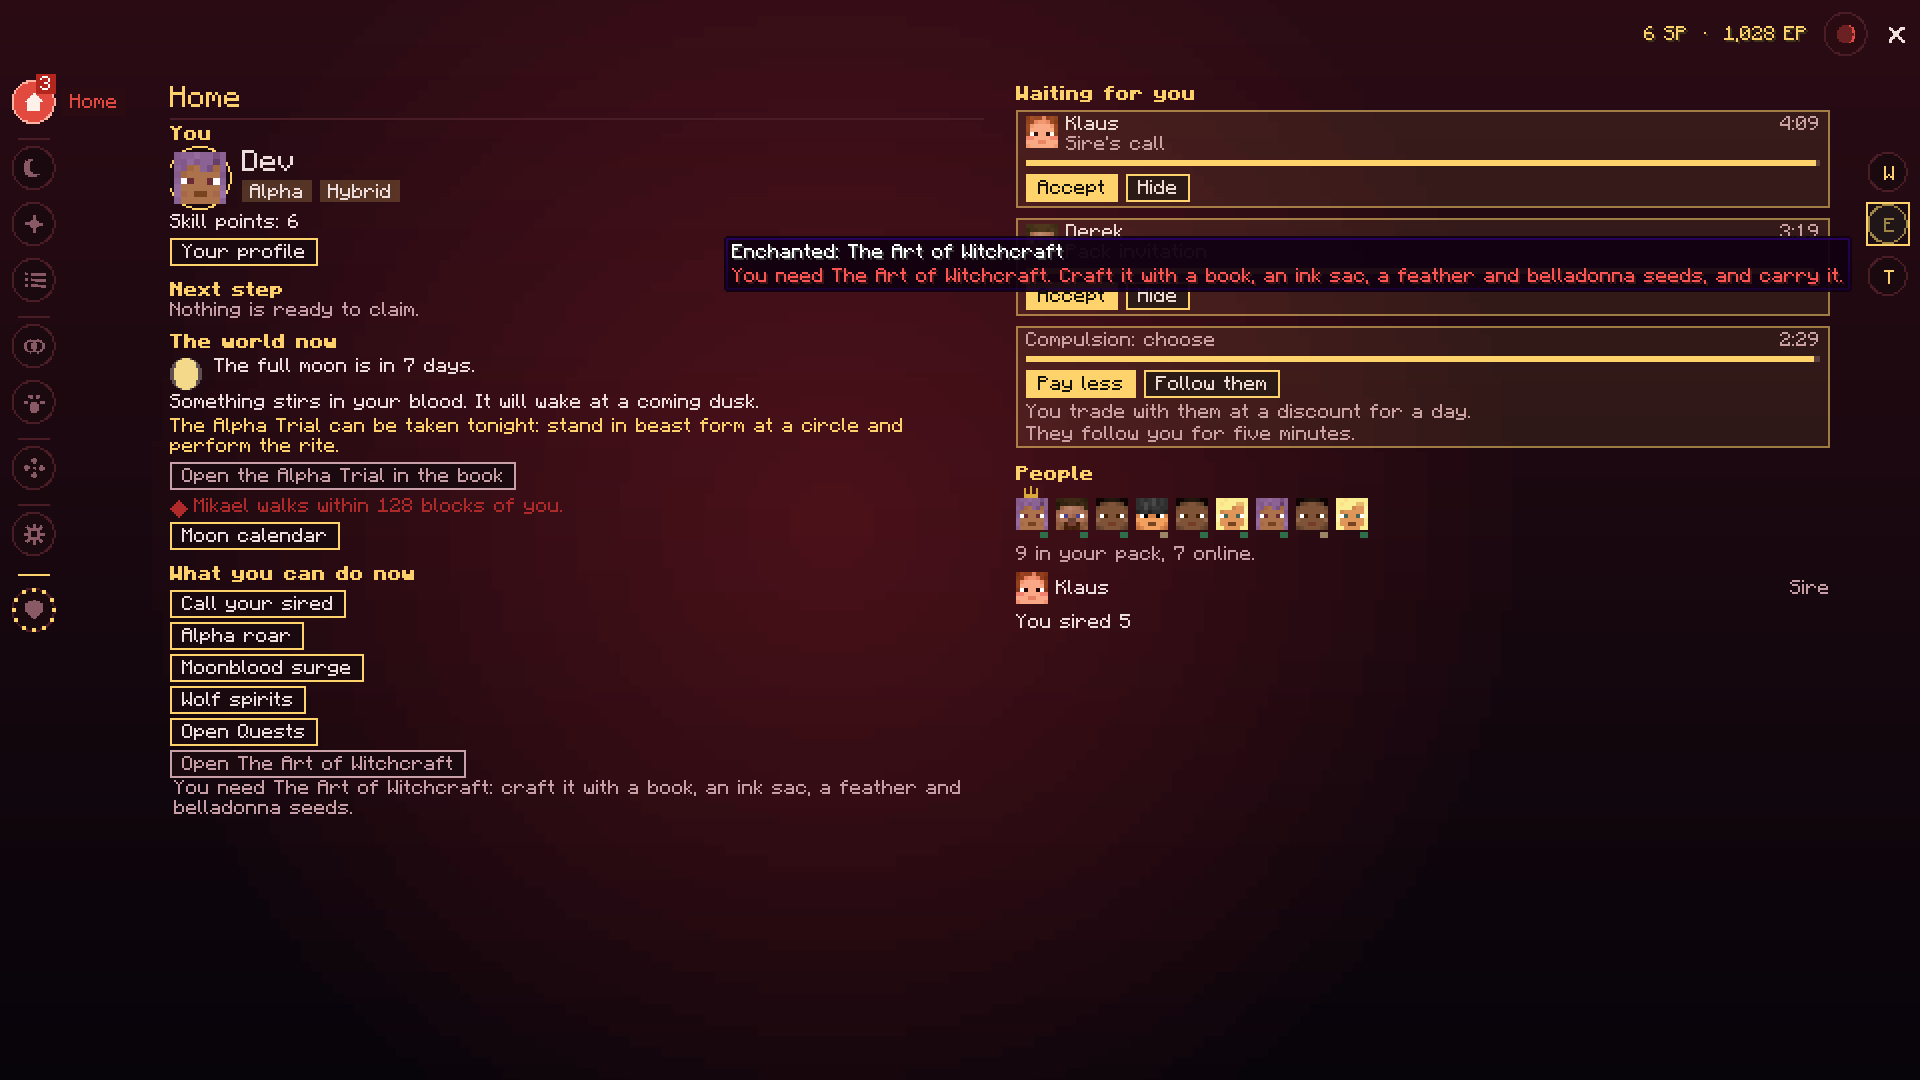 6 SP · 1,028 EP
3
Home
Home
You
Dev
Alpha
Hybrid
Skill points: 6
Your profile
Next step
Nothing is ready to claim.
The world now
The full moon is in 7 days.
Something stirs in your blood. It will wake at a coming dusk.
The Alpha Trial can be taken tonight: stand in beast form at a circle and
perform the rite.
Open the Alpha Trial in the book
Mikael walks within 128 blocks of you.
Moon calendar
What you can do now
Call your sired
Alpha roar
Moonblood surge
Wolf spirits
Open Quests
Open The Art of Witchcraft
You need The Art of Witchcraft: craft it with a book, an ink sac, a feather and
belladonna seeds.
Waiting for you
Klaus
4:09
Sire's call
Accept
Hide
Derek
3:19
Pack invitation
Enchanted: The Art of Witchcraft
You need The Art of Witchcraft. Craft it with a book, an ink sac, a feather and belladonna seeds, and carry it.
Accept
Hide
Compulsion: choose
2:29
Pay less
Follow them
You trade with them at a discount for a day.
They follow you for five minutes.
People
9 in your pack, 7 online.
Klaus
Sire
You sired 5
W
E
T